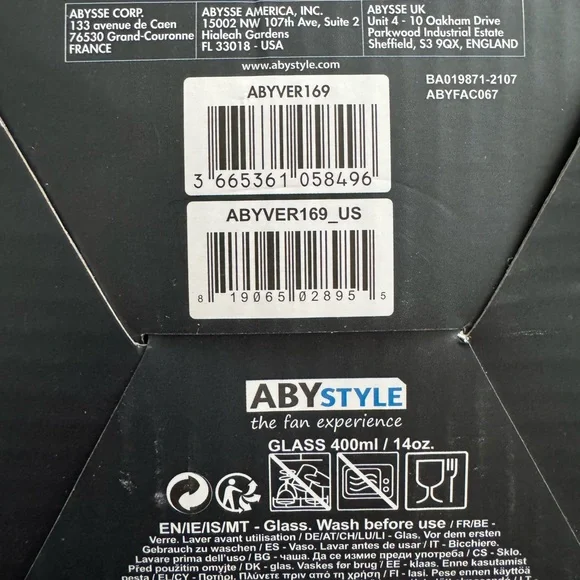 ABYSSE CORP.
133 avenue de Caen
76530 Grand-Couronne
FRANCE
ABYSSE AMERICA, INC.
15002 NW 107th Ave, Suite 2
Hialeah Gardens
FL 33018 - USA
ABYSSE UK
Unit 4 - 10 Oakham Drive
Parkwood Industrial Estate
Sheffield, S3 9QX, ENGLAND
www.abystyle.com
BA019871-2107
ABYFAC067
ABYVER169
3 665361 058496
ABYVER169_US
8 19065 02895 5
ABYSTYLE
the fan experience
GLASS 400ml / 14oz.
EN/IE/IS/MT - Glass. Wash before use / FR/BE -
Verre. Laver avant utilisation / DE/AT/CH/LU/LI - Glas. Vor dem ersten
Gebrauch zu waschen / ES - Vaso. Lavar antes de usar / IT - Bicchiere.
Lavare prima dell'uso / BG - чаша. Да се измие преди употреба / CS - Sklo.
Před použitím omyjte / DK - glas. Vaskes før brug / EE - klaas. Enne kasutamist
pesta / EL/CY - Ποτήρι. Πλύνετε πριν από τη χρήση / FI - lasi. Pese ennen käyttöä